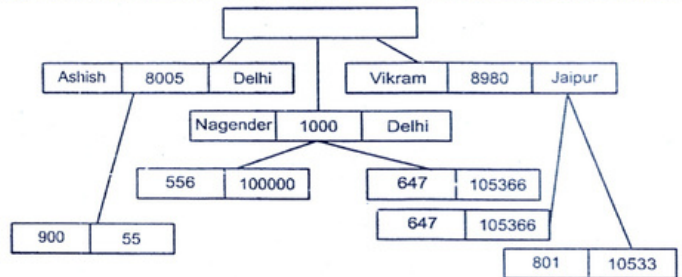 Ashish 8005 Delhi
Vikram 8980 Jaipur
Nagender 1000 Delhi
556 100000
647 105366
647 105366
900 55
801 10533